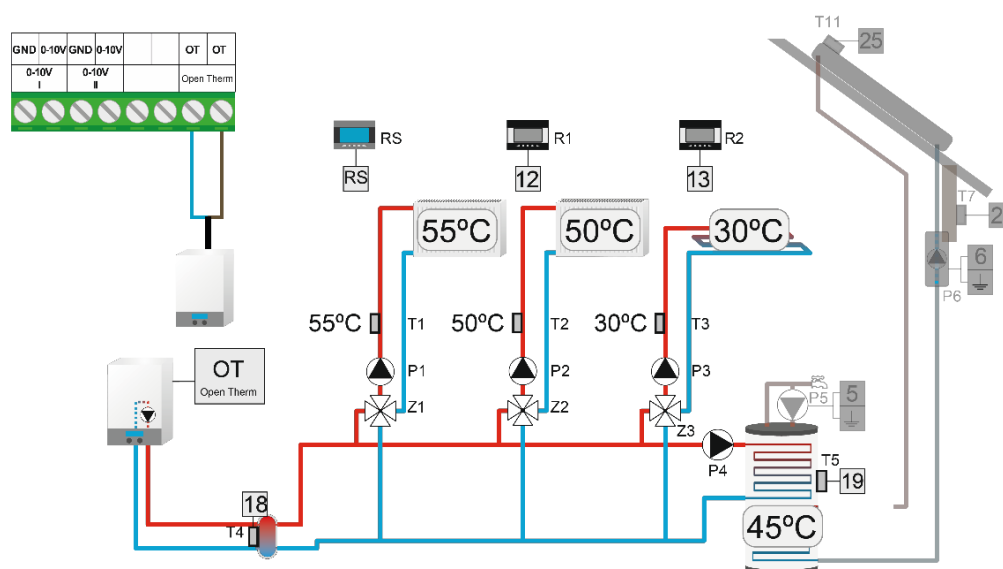 GND 0-10V GND 0-10V OT OT
0-10V 0-10V Open Therm
I II
T11
25
RS
RS
R1
12
R2
13
T7
2
6
P6
55ºC
50ºC
30ºC
55ºC
T1
50ºC
T2
30ºC
T3
OT
Open Therm
P1
P2
P3
Z1
Z2
Z3
P5
5
P4
T5
19
18
T4
45ºC